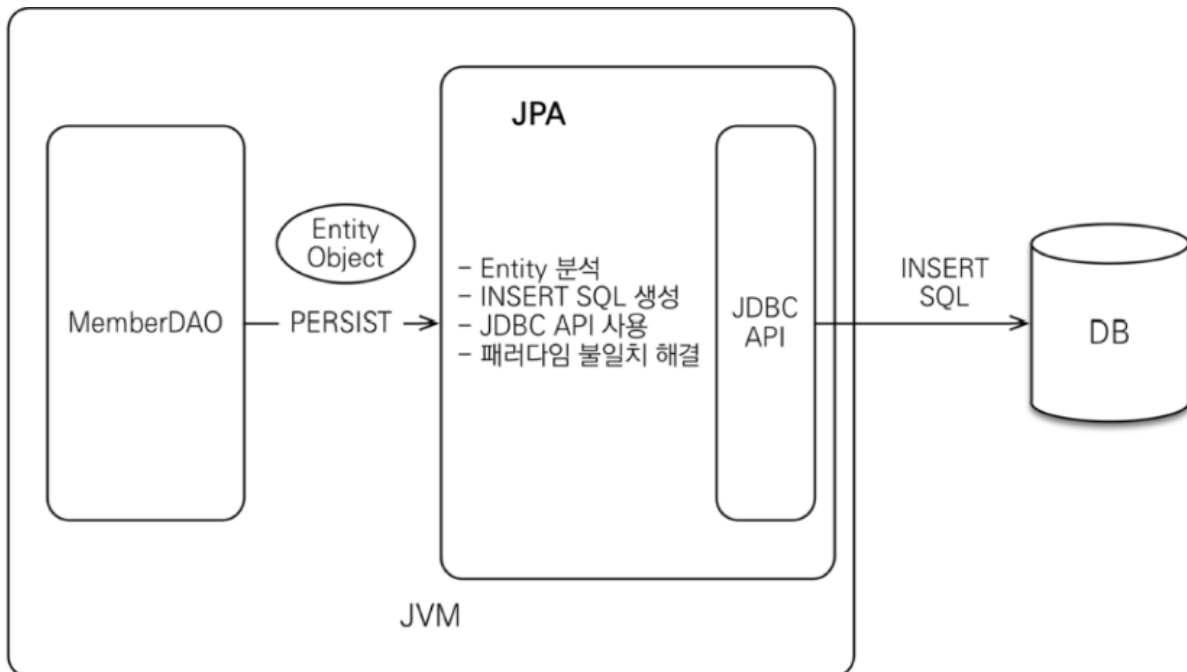 JPA
Entity
Object
MemberDAO
PERSIST
- Entity 분석
- INSERT SQL 생성
- JDBC API 사용
- 패러다임 불일치 해결
JDBC
API
INSERT
SQL
DB
JVM